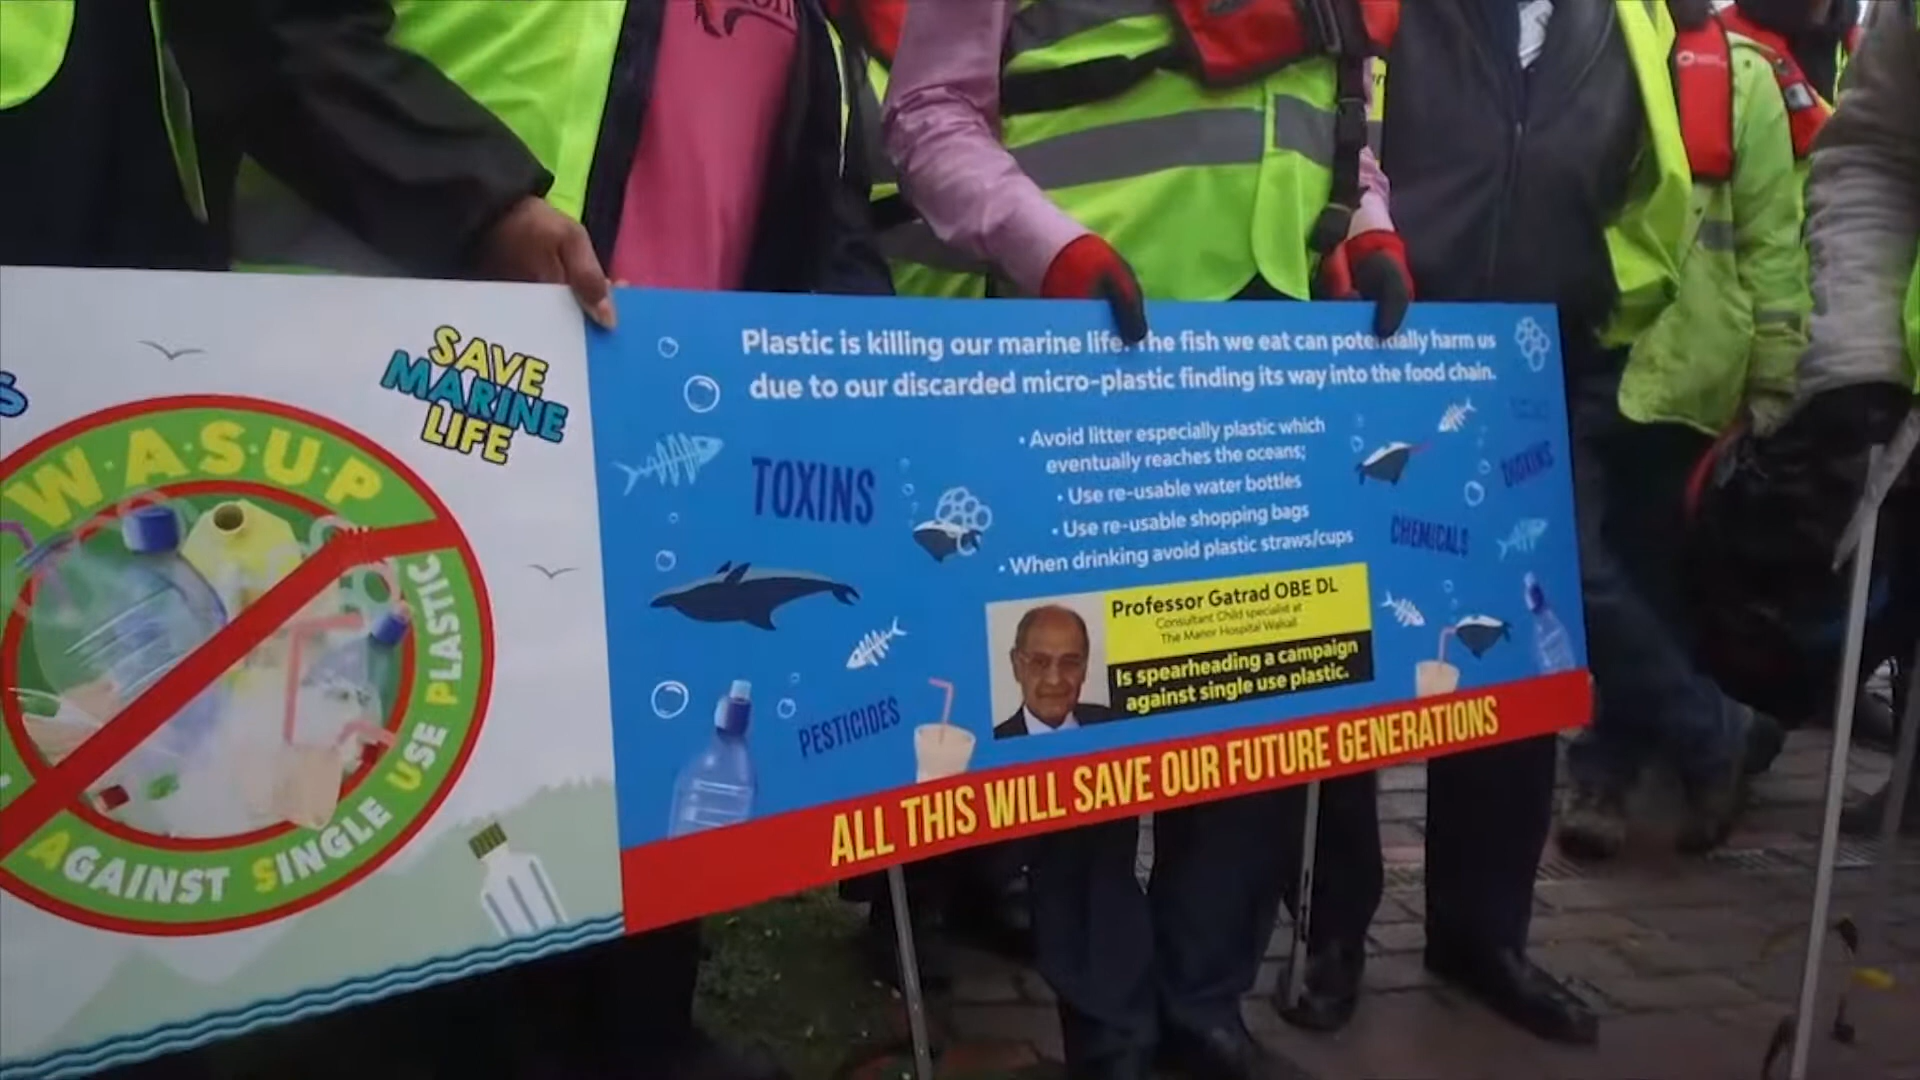 SAVE
MARINE
LIFE
W·A·S·U·P
AGAINST SINGLE USE PLASTIC
Plastic is killing our marine life. The fish we eat can potentially harm us
due to our discarded micro-plastic finding its way into the food chain.
• Avoid litter especially plastic which
eventually reaches the oceans;
• Use re-usable water bottles
• Use re-usable shopping bags
• When drinking avoid plastic straws/cups
TOXINS
DIOXINS
CHEMICALS
PESTICIDES
Professor Gatrad OBE DL
Consultant Child specialist at
The Manor Hospital Walsall
Is spearheading a campaign
against single use plastic.
ALL THIS WILL SAVE OUR FUTURE GENERATIONS